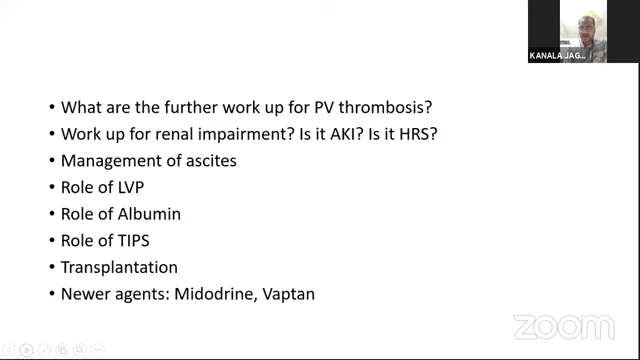 KANALA JAG...
• What are the further work up for PV thrombosis?
• Work up for renal impairment? Is it AKI? Is it HRS?
• Management of ascites
• Role of LVP
• Role of Albumin
• Role of TIPS
• Transplantation
• Newer agents: Midodrine, Vaptan
zoom